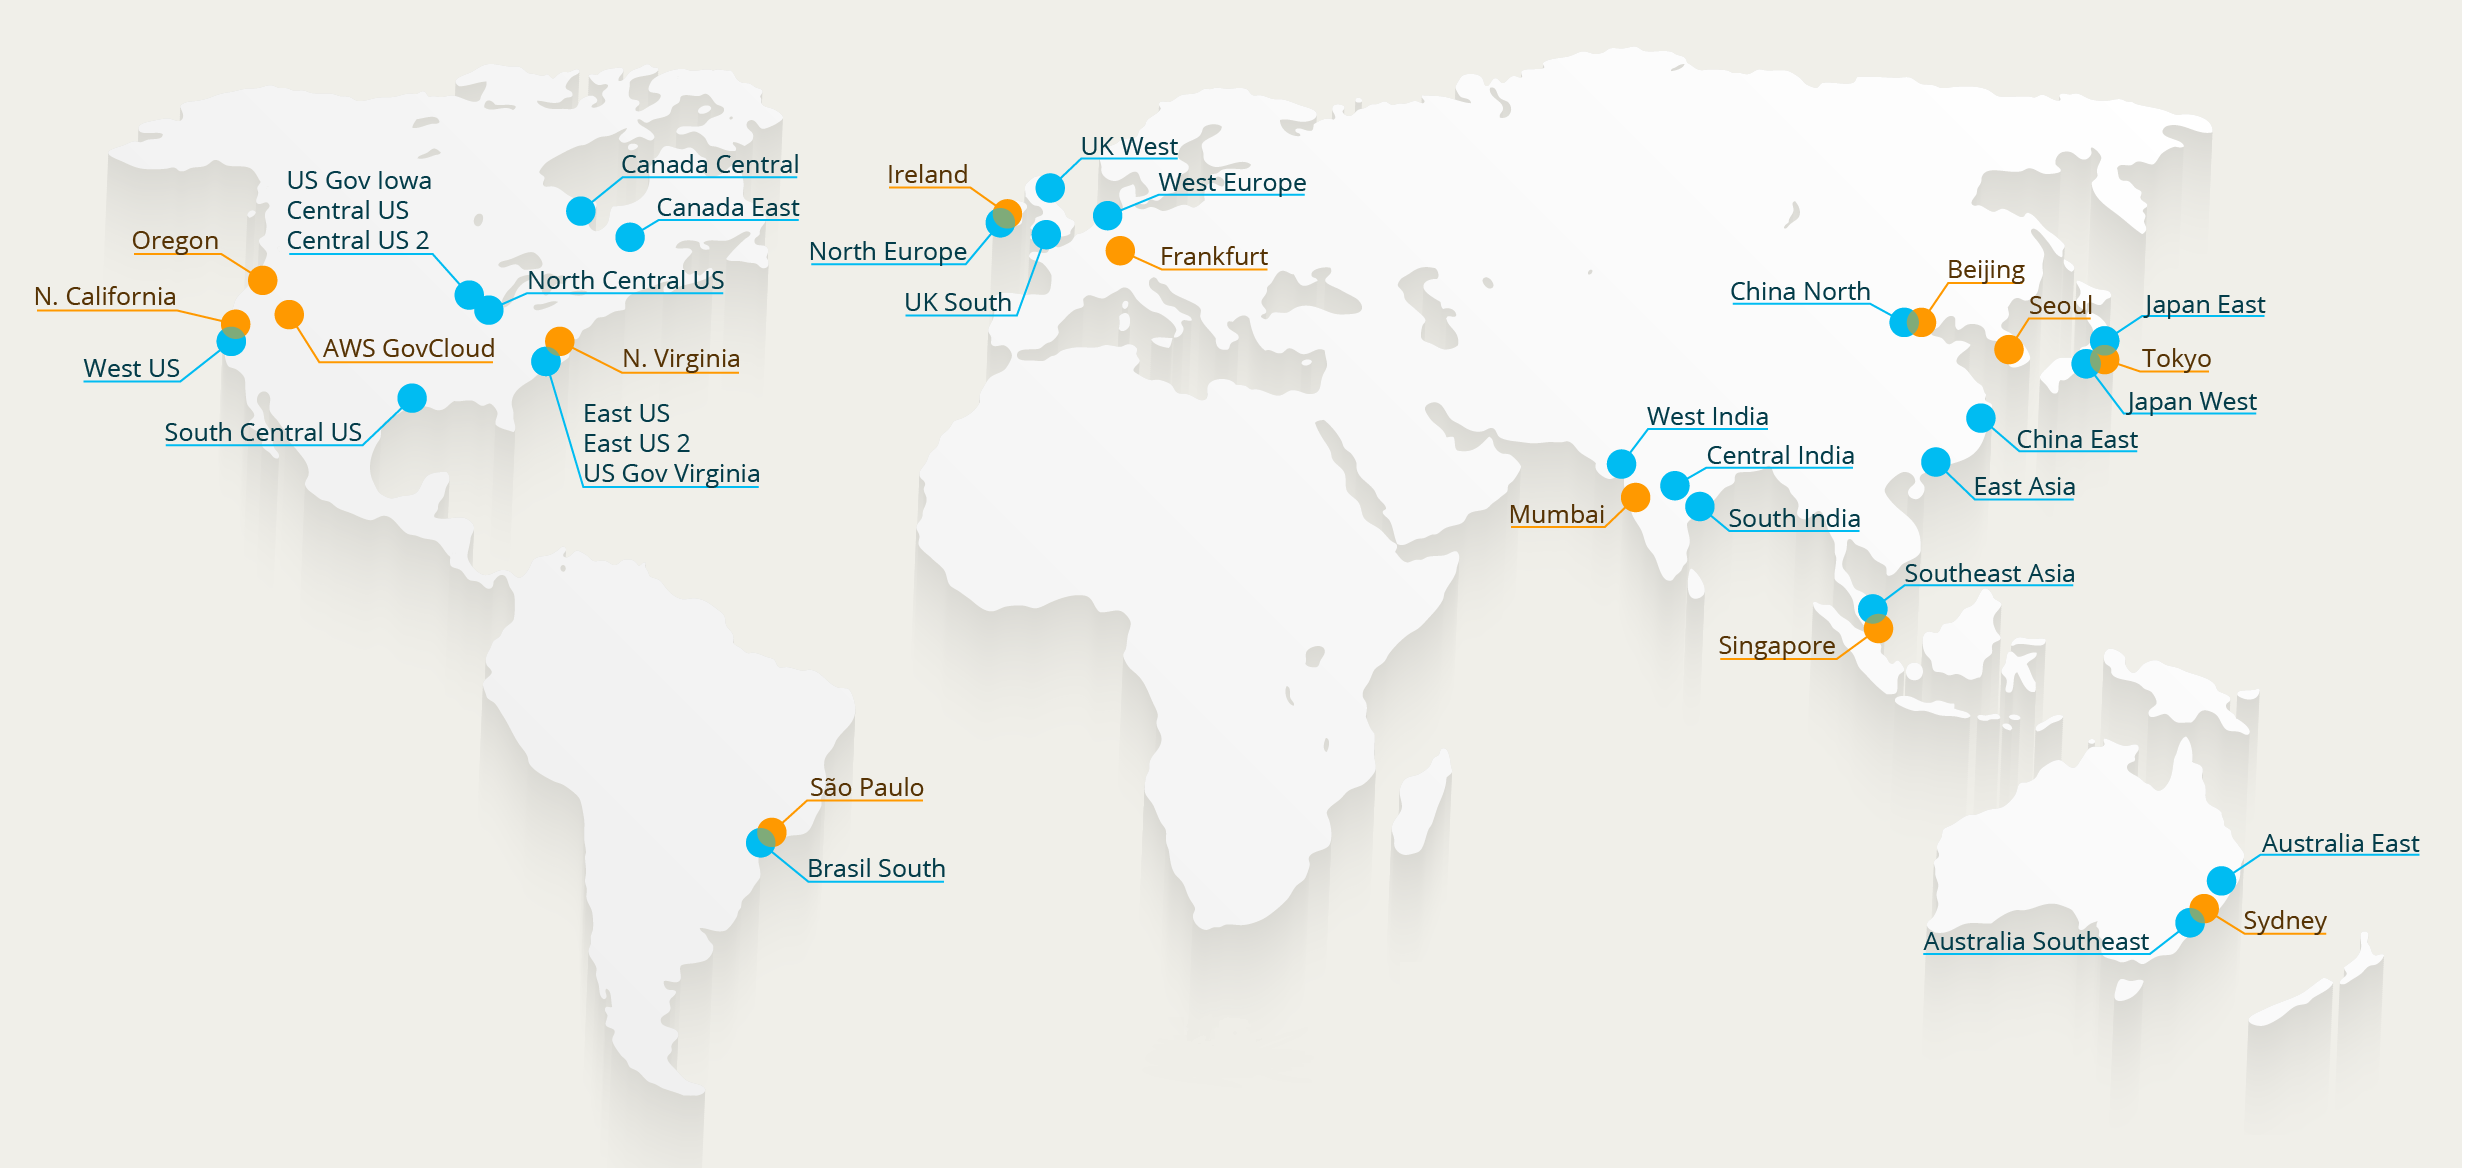 Canada Central
Canada East
US Gov Iowa
Central US
Central US 2
Oregon
North Central US
N. California
AWS GovCloud
West US
N. Virginia
South Central US
East US
East US 2
US Gov Virginia
São Paulo
Brasil South
UK West
Ireland
West Europe
North Europe
Frankfurt
UK South
Beijing
China North
Seoul
Japan East
Tokyo
Japan West
West India
China East
Central India
East Asia
Mumbai
South India
Southeast Asia
Singapore
Australia East
Sydney
Australia Southeast